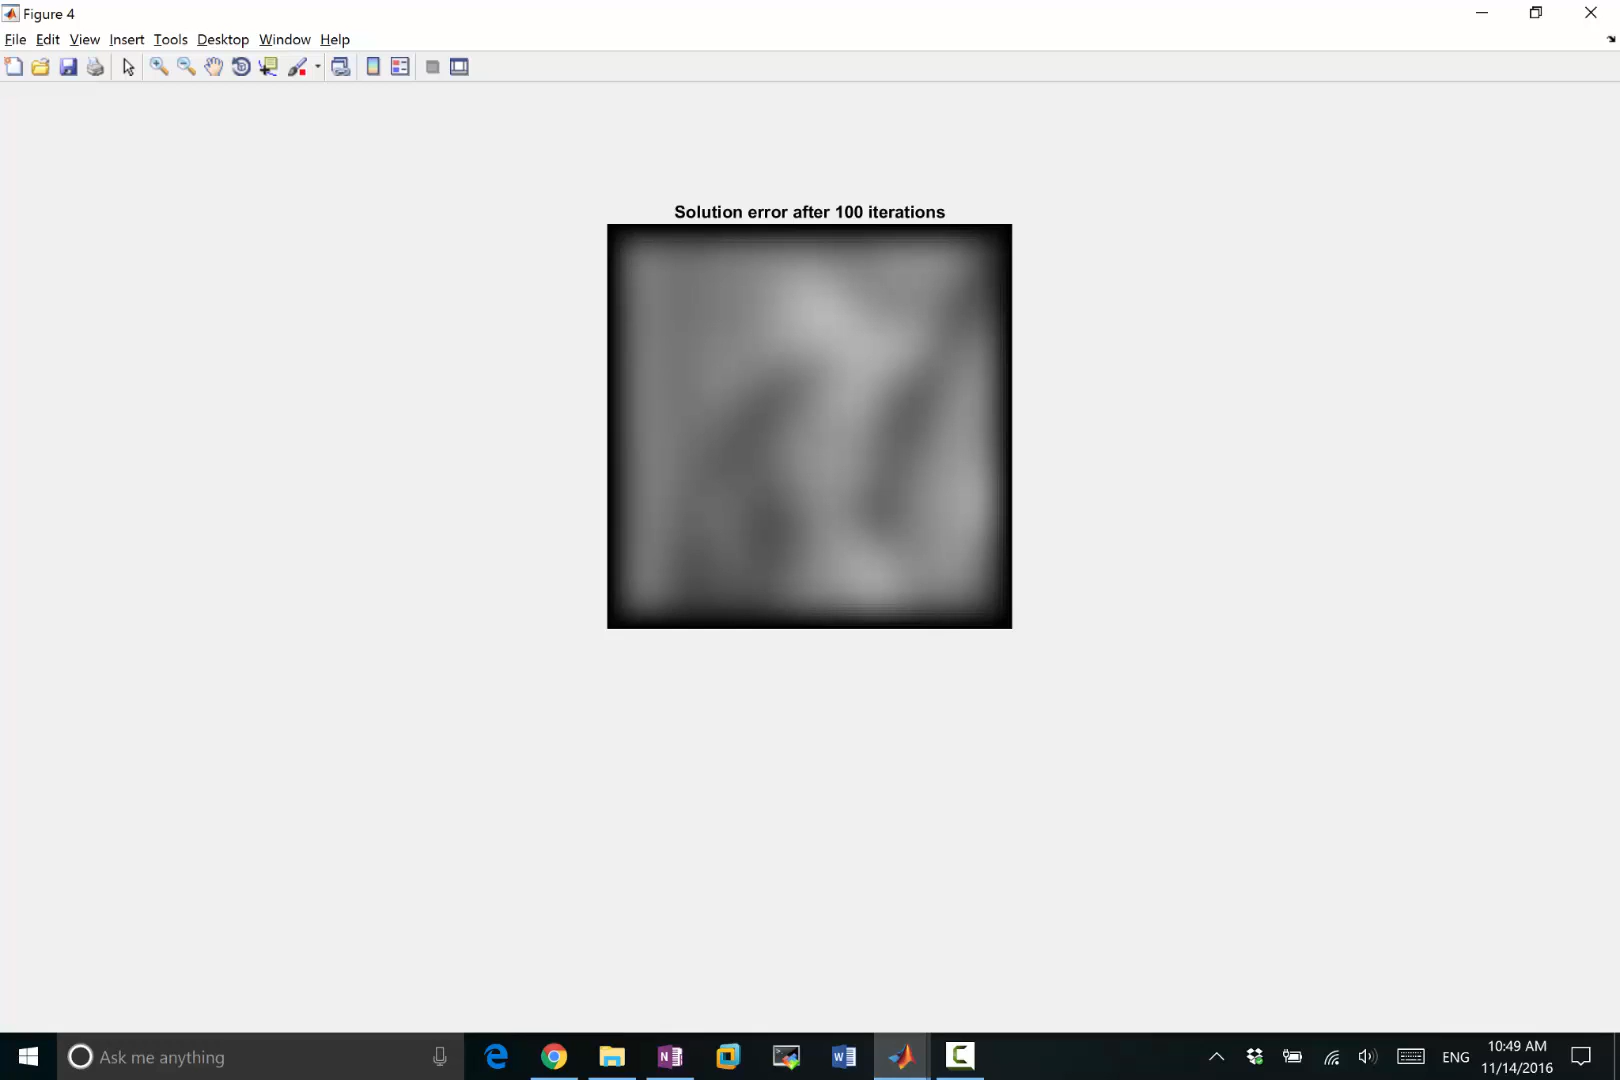 Figure 4
File Edit View Insert Tools Desktop Window Help
Solution error after 100 iterations
Ask me anything
N
W
ENG
10:49 AM
11/14/2016